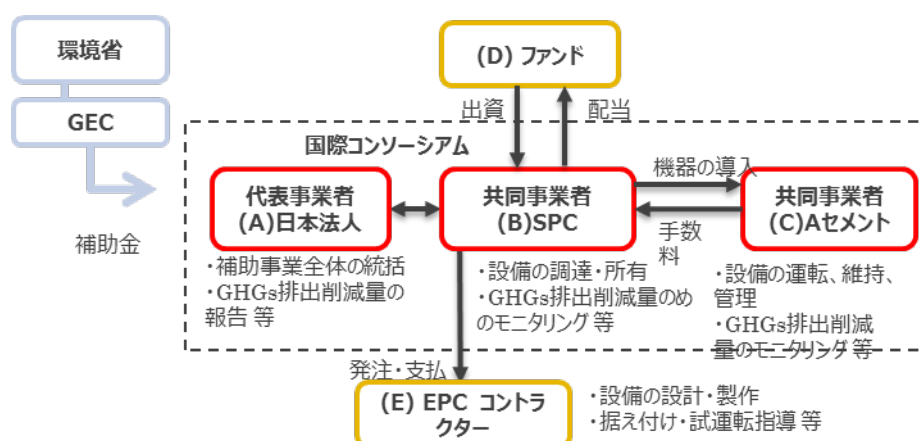 環境省
GEC
補助金
(D) ファンド
出資
配当
国際コンソーシアム
代表事業者
(A)日本法人
・補助事業全体の統括
・GHGs排出削減量の
報告 等
共同事業者
(B)SPC
・設備の調達・所有
・GHGs排出削減量のめ
のモニタリング 等
機器の導入
手数
料
共同事業者
(C)Aセメント
・設備の運転、維持、
管理
・GHGs排出削減
量のモニタリング 等
発注・支払
(E) EPC コントラ
クター
・設備の設計・製作
・据え付け・試運転指導 等